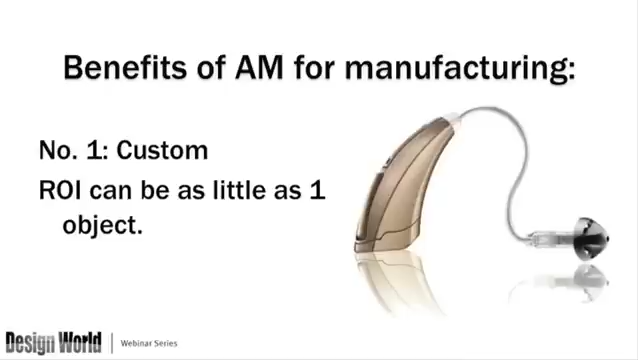 Benefits of AM for manufacturing:
No. 1: Custom
ROI can be as little as 1
object.
Design World
Webinar Series